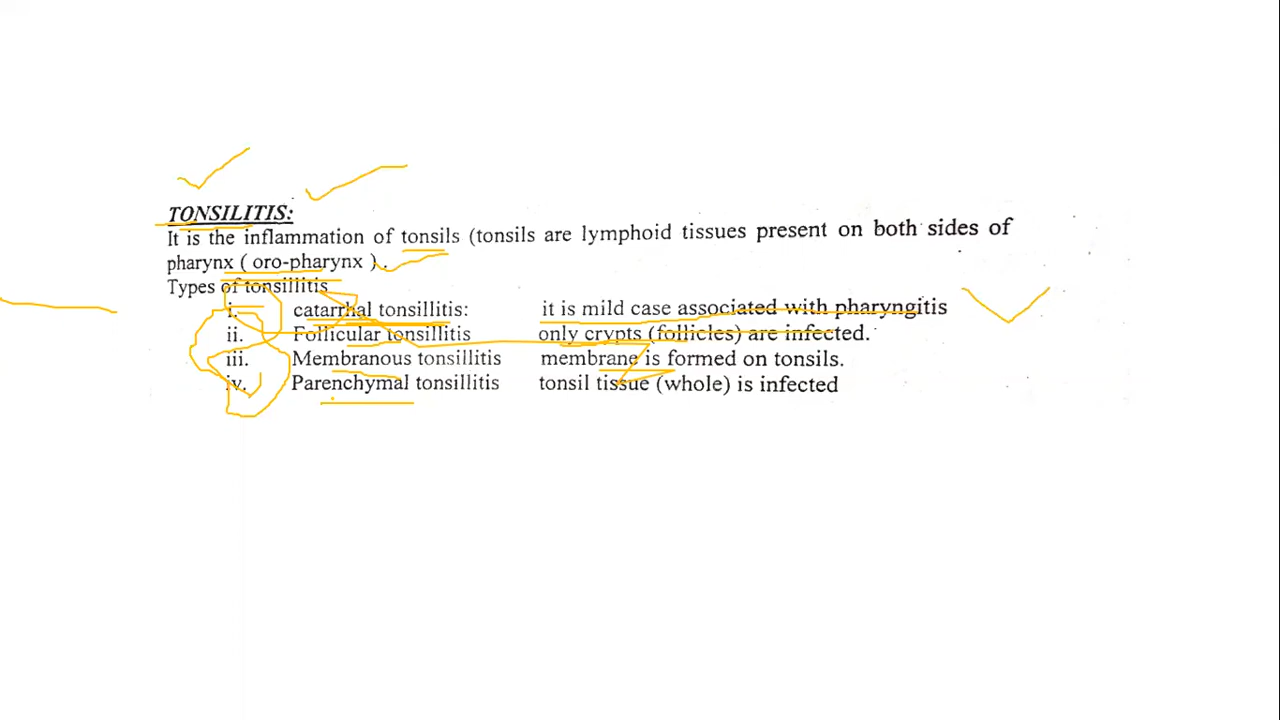 TONSILITIS:
It is the inflammation of tonsils (tonsils are lymphoid tissues present on both sides of
pharynx ( oro-pharynx ) .
Types of tonsillitis
i. catarrhal tonsillitis: it is mild case associated with pharyngitis
ii. Follicular tonsillitis only crypts (follicles) are infected.
iii. Membranous tonsillitis membrane is formed on tonsils.
iv. Parenchymal tonsillitis tonsil tissue (whole) is infected